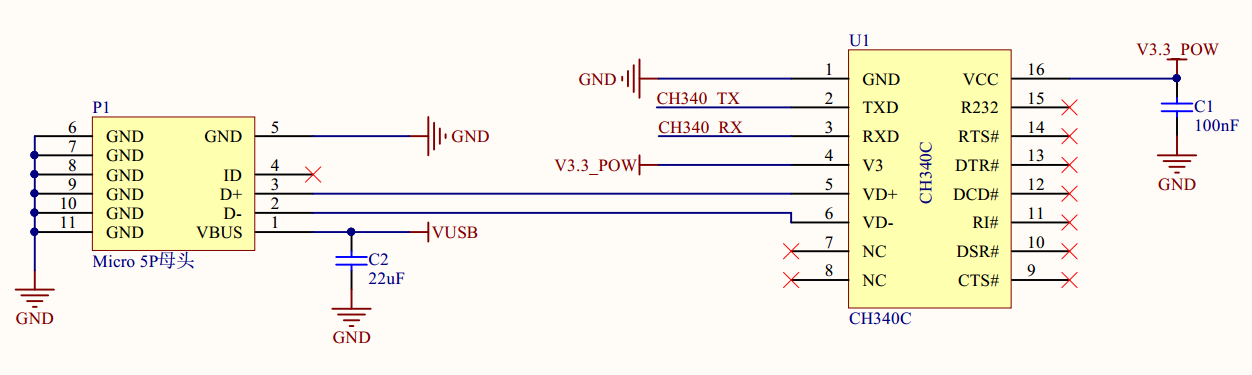 P1
6 GND GND 5 GND
7 GND
8 GND ID 4
9 GND D+ 3
10 GND D- 2
11 GND VBUS 1 VUSB
Micro 5P母头
C2
22uF
GND
GND
U1
GND 1 GND VCC 16 V3.3_POW
CH340_TX 2 TXD R232 15
CH340_RX 3 RXD RTS# 14
V3.3_POW 4 V3 DTR# 13
5 VD+ DCD# 12
6 VD- RI# 11
7 NC DSR# 10
8 NC CTS# 9
CH340C
CH340C
C1
100nF
GND